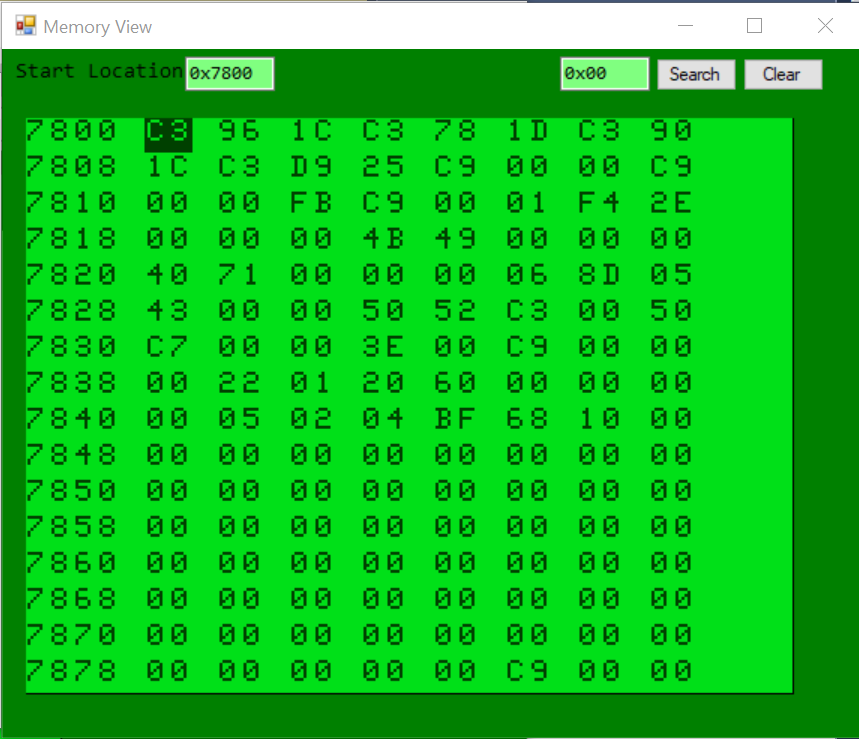 Memory View
Start Location 0x7800 0x00 Search Clear
7800 C3 96 1C C3 78 1D C3 90
7808 1C C3 D9 25 C9 00 00 C9
7810 00 00 FB C9 00 01 F4 2E
7818 00 00 00 4B 49 00 00 00
7820 40 71 00 00 00 06 8D 05
7828 43 00 00 50 52 C3 00 50
7830 C7 00 00 3E 00 C9 00 00
7838 00 22 01 20 60 00 00 00
7840 00 05 02 04 BF 68 10 00
7848 00 00 00 00 00 00 00 00
7850 00 00 00 00 00 00 00 00
7858 00 00 00 00 00 00 00 00
7860 00 00 00 00 00 00 00 00
7868 00 00 00 00 00 00 00 00
7870 00 00 00 00 00 00 00 00
7878 00 00 00 00 00 C9 00 00